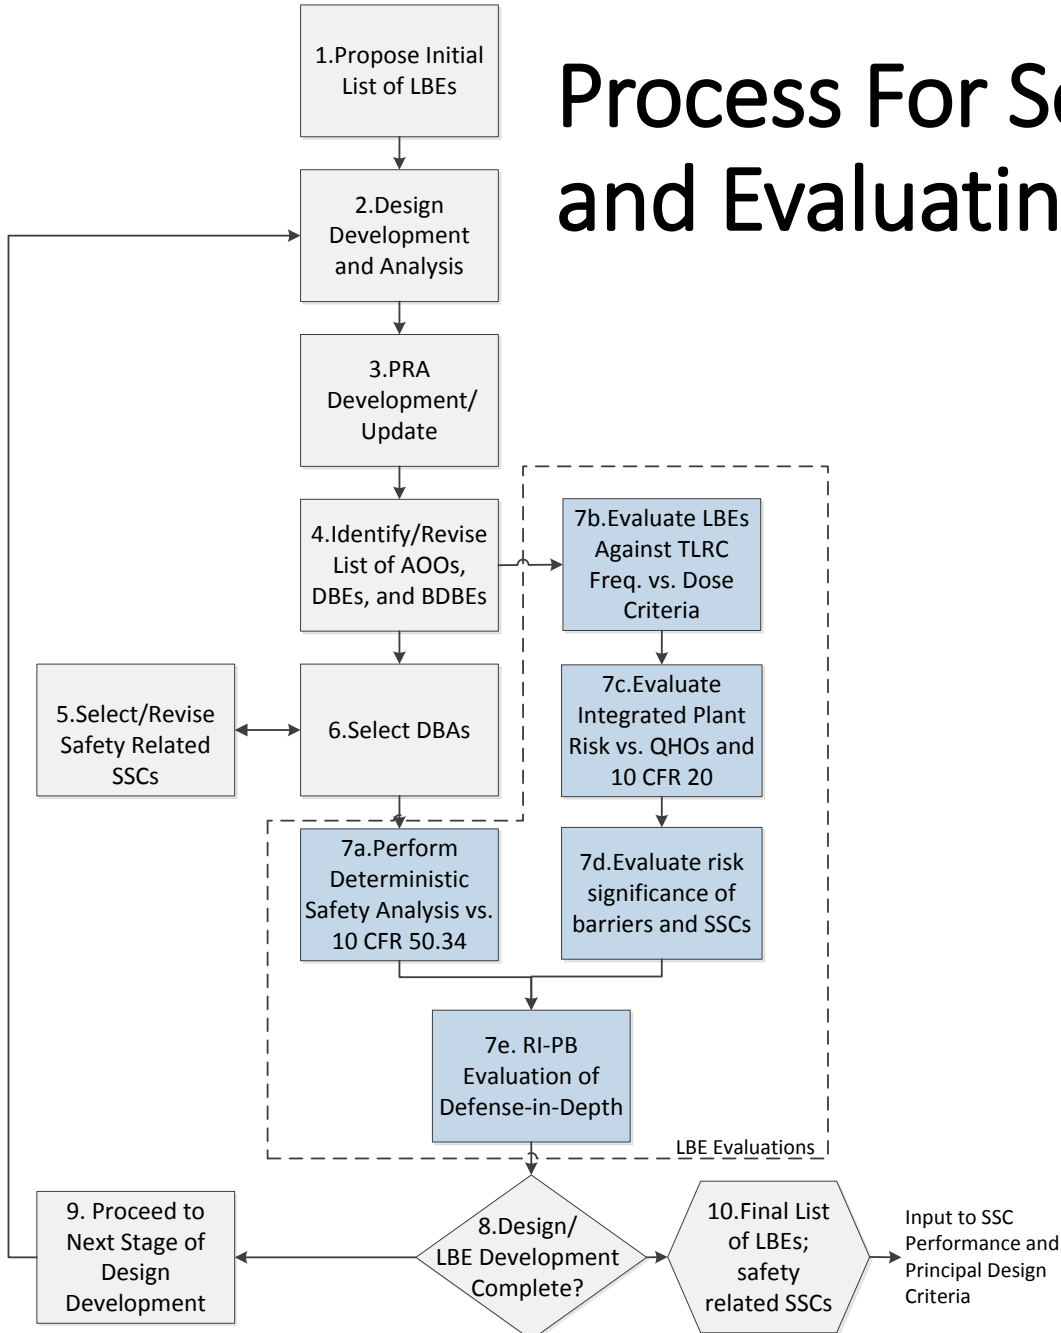 Process For Se
and Evaluatin
1.Propose Initial
List of LBEs
2.Design
Development
and Analysis
3.PRA
Development/
Update
4.Identify/Revise
List of AOOs,
DBEs, and BDBEs
7b.Evaluate LBEs
Against TLRC
Freq. vs. Dose
Criteria
5.Select/Revise
Safety Related
SSCs
6.Select DBAs
7c.Evaluate
Integrated Plant
Risk vs. QHOs and
10 CFR 20
7a.Perform
Deterministic
Safety Analysis vs.
10 CFR 50.34
7d.Evaluate risk
significance of
barriers and SSCs
7e. RI-PB
Evaluation of
Defense-in-Depth
LBE Evaluations
9. Proceed to
Next Stage of
Design
Development
8.Design/
LBE Development
Complete?
10.Final List
of LBEs;
safety
related SSCs
Input to SSC
Performance and
Principal Design
Criteria